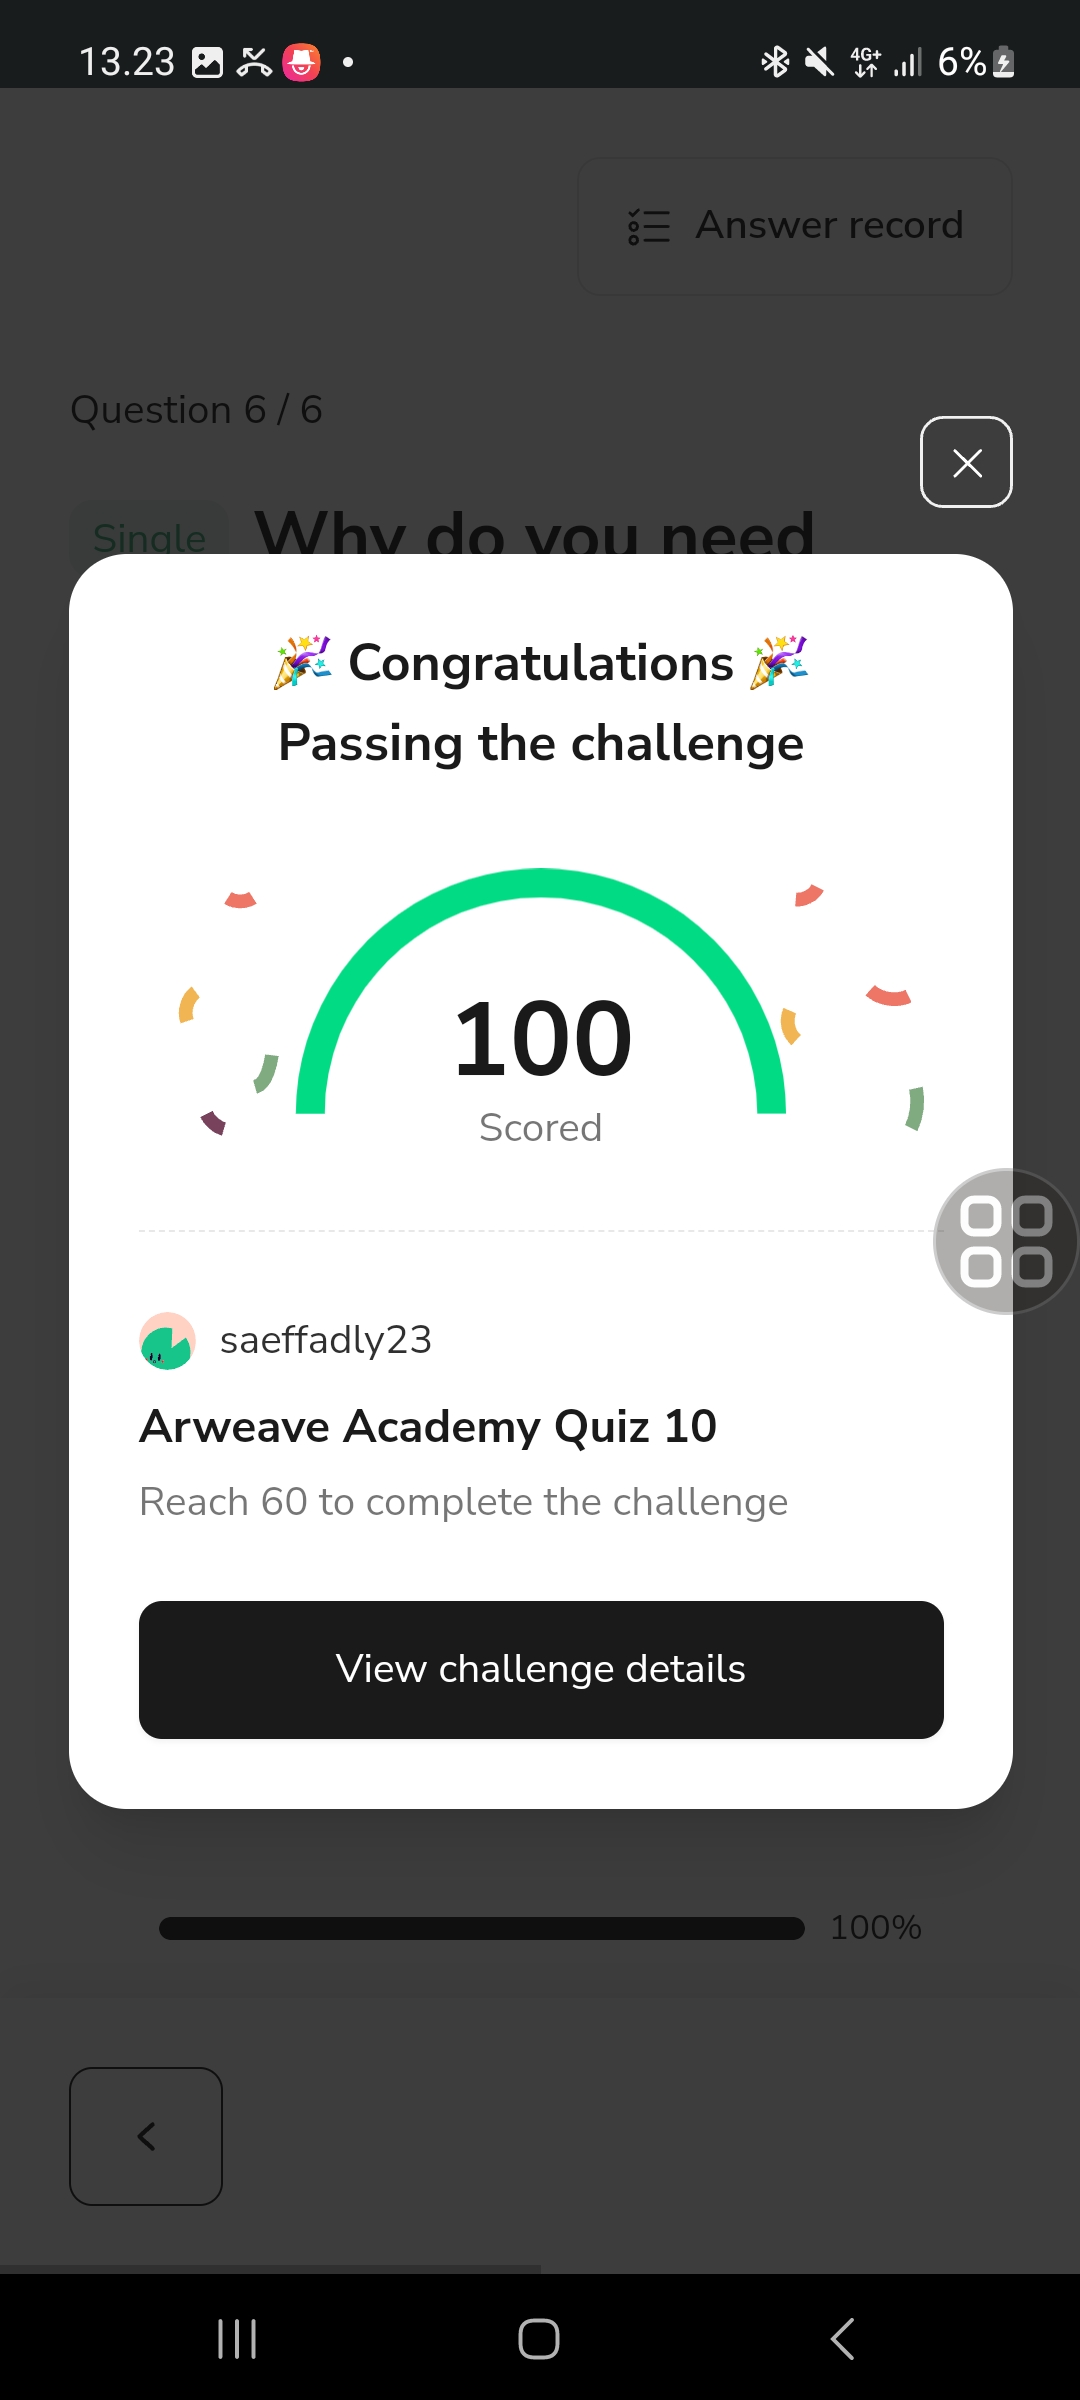 13.23
4G+
6%
Answer record
Question 6 / 6
Single
Why do you need
🎉 Congratulations 🎉
Passing the challenge
100
Scored
saeffadly23
Arweave Academy Quiz 10
Reach 60 to complete the challenge
View challenge details
100%